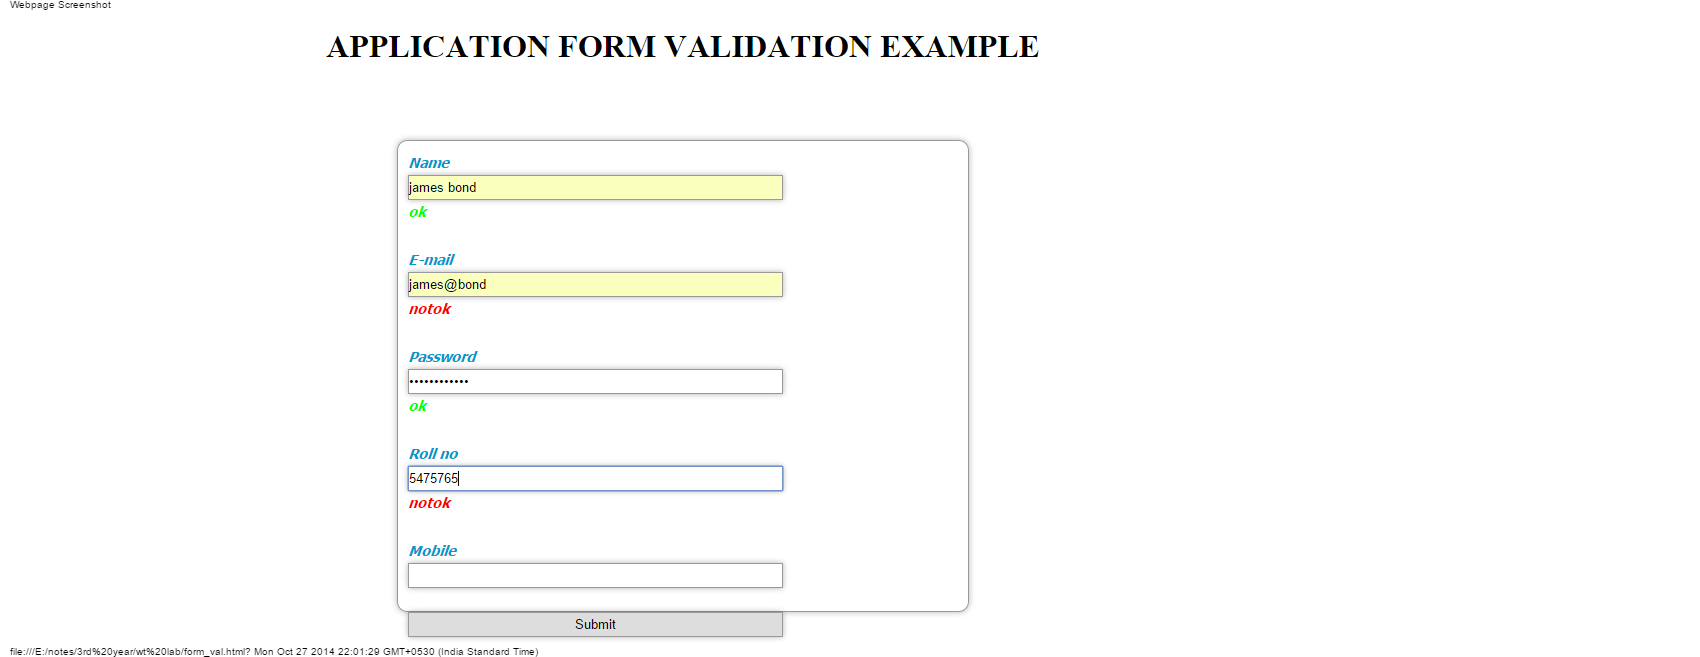 Webpage Screenshot
APPLICATION FORM VALIDATION EXAMPLE
Name
james bond
ok
E-mail
james@bond
notok
Password
••••••••••••
ok
Roll no
5475765
notok
Mobile
Submit
file:///E:/notes/3rd%20year/wt%20lab/form_val.html? Mon Oct 27 2014 22:01:29 GMT+0530 (India Standard Time)